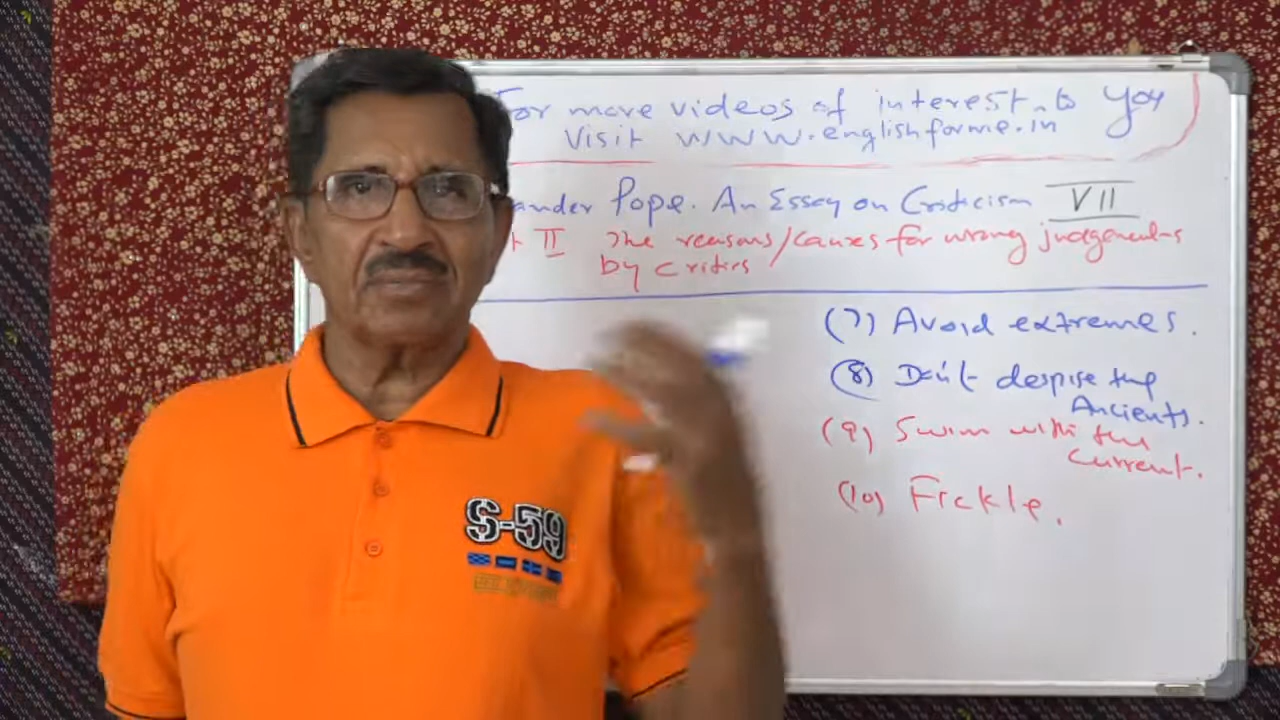 For more videos of interest to you
Visit www.englishforme.in
ander Pope. An Essay on Criticism VII
t II The reasons/causes for wrong judgements
by critics
(7) Avoid extremes.
(8) Don't despise the
Ancients.
(9) Swim with the
current.
(10) Fickle.
S-59